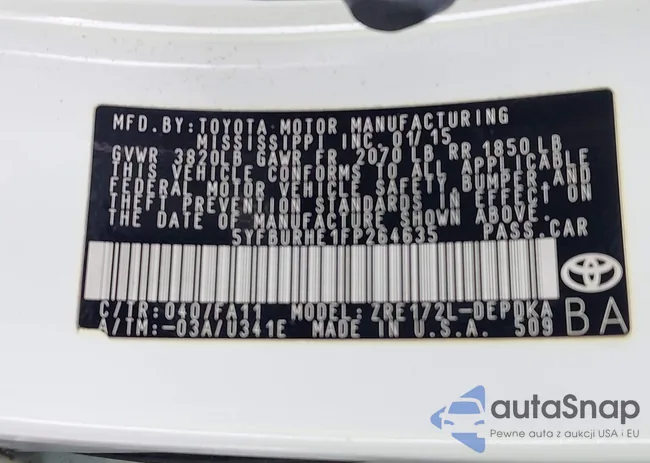 MFD.BY: TOYOTA MOTOR MANUFACTURING
MISSISSIPPI INC. 01/15
GVWR 3820LB GAWR FR 2070 LB RR 1850 LB
THIS VEHICLE CONFORMS TO ALL APPLICABLE
FEDERAL MOTOR VEHICLE SAFETY, BUMPER, AND
THEFT PREVENTION STANDARDS IN EFFECT ON
THE DATE OF MANUFACTURE SHOWN ABOVE.
5YFBURHE1FP264635 PASS.CAR
C/TR: 040/FA11 MODEL: ZRE172L-DEPDKA
A/TM: -03A/U341E MADE IN U.S.A. 509
BA
autaSnap
Pewne auta z aukcji USA i EU